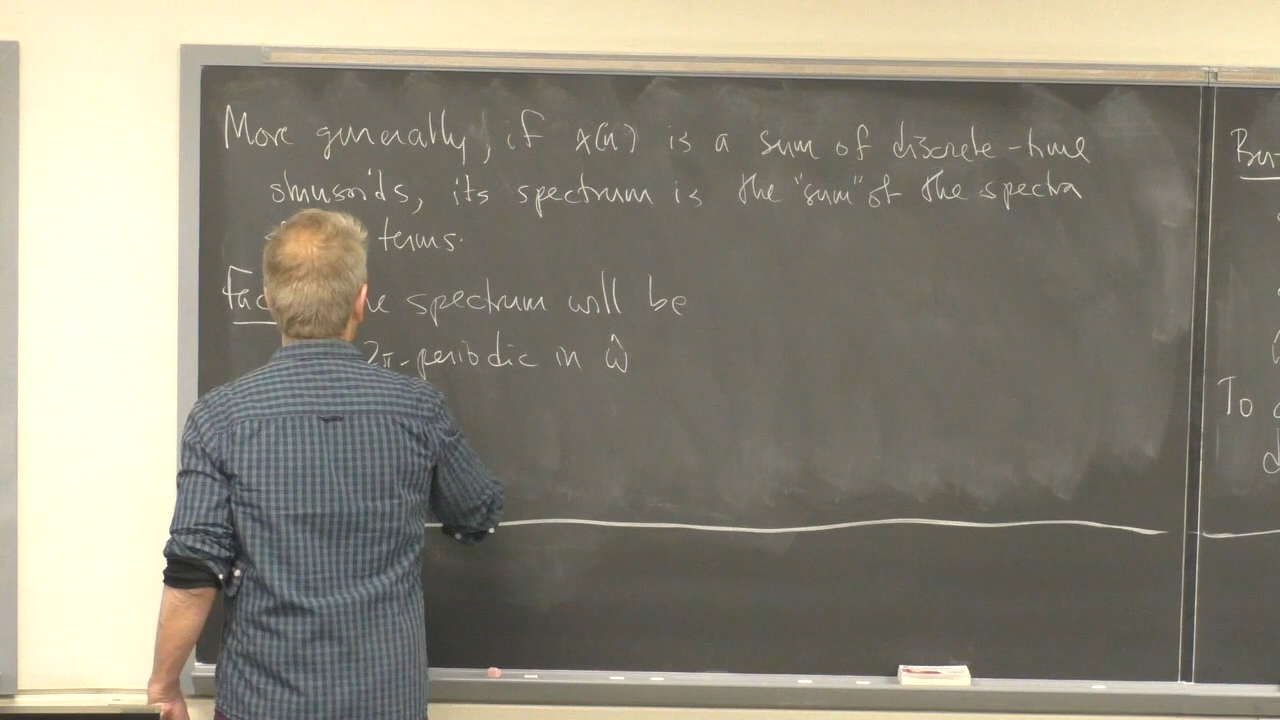 More generally, if x(n) is a sum of discrete-time
sinusoids, its spectrum is the "sum" of the spectra
terms.
spectrum will be
2π-periodic in ω̂
To